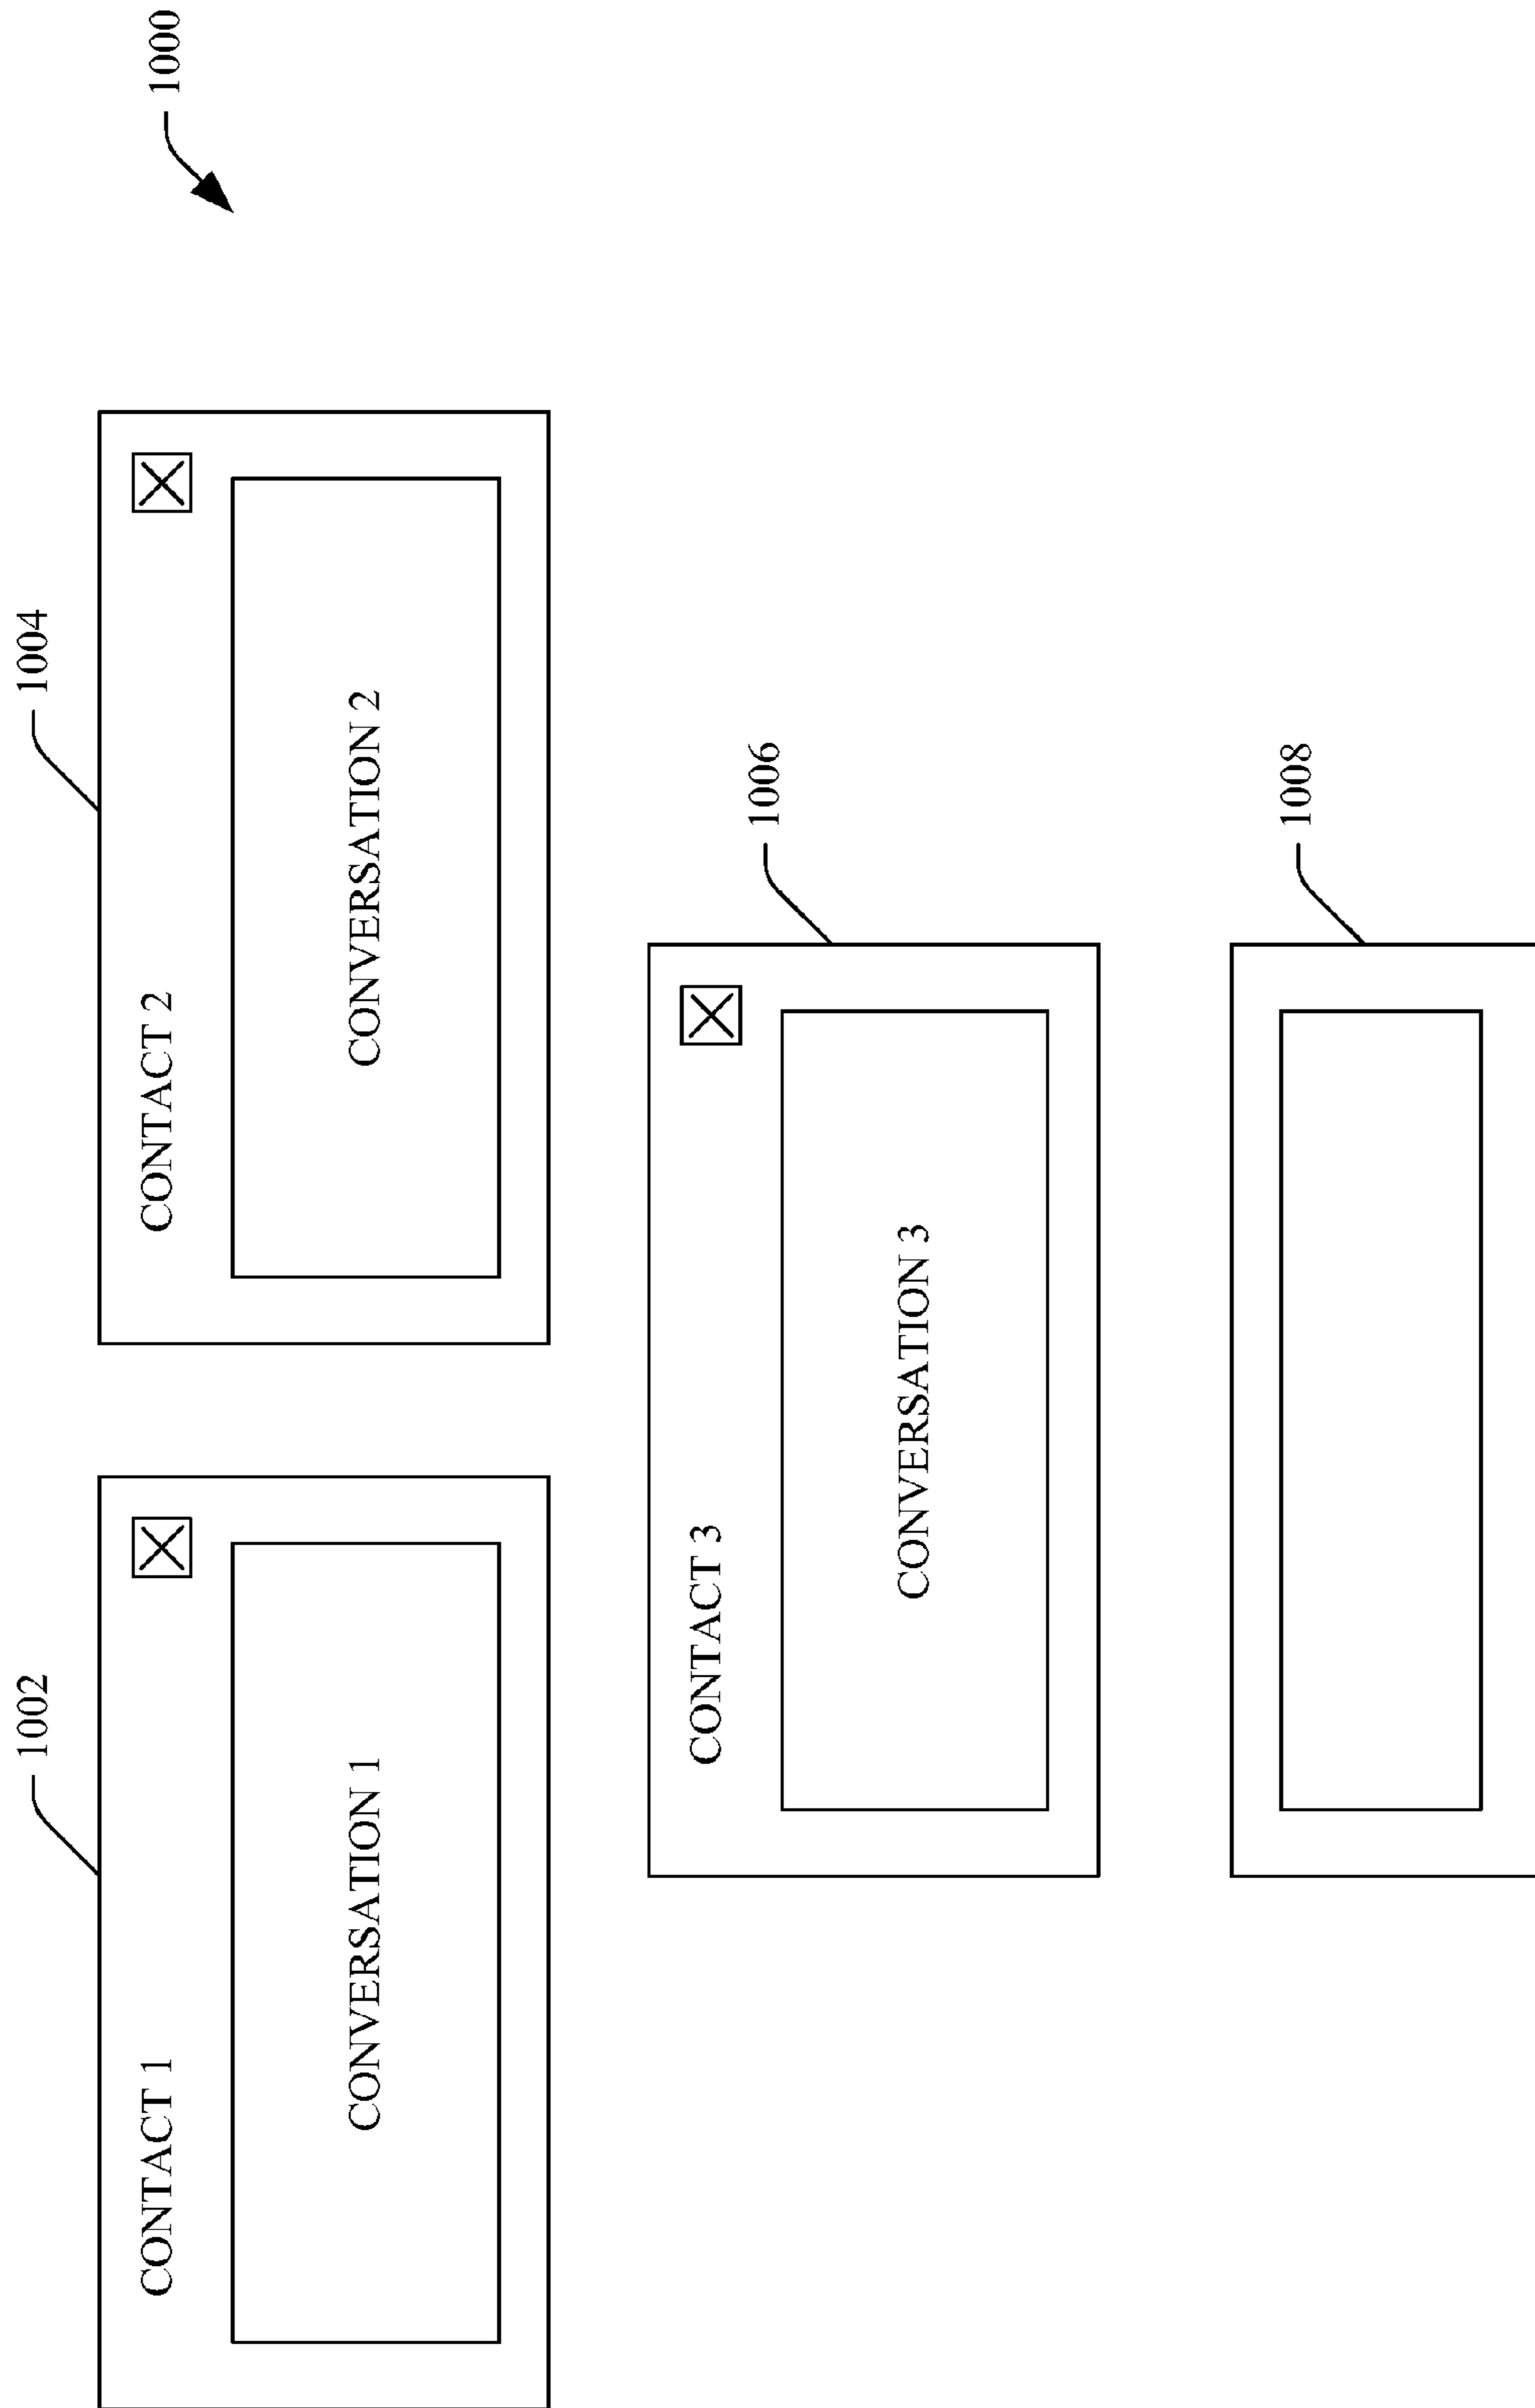 1000
1002
1004
CONTACT 1
CONTACT 2
CONVERSATION 1
CONVERSATION 2
1006
CONTACT 3
CONVERSATION 3
1008